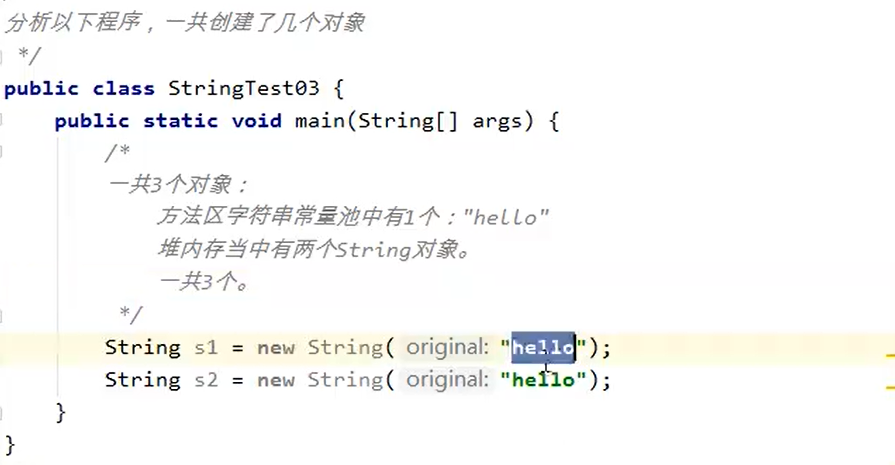 分析以下程序，一共创建了几个对象
*/
public class StringTest03 {
public static void main(String[] args) {
/*
一共3个对象：
方法区字符串常量池中有1个："hello"
堆内存当中有两个String对象。
一共3个。
*/
String s1 = new String( original: "hello");
String s2 = new String( original: "hello");
}
}